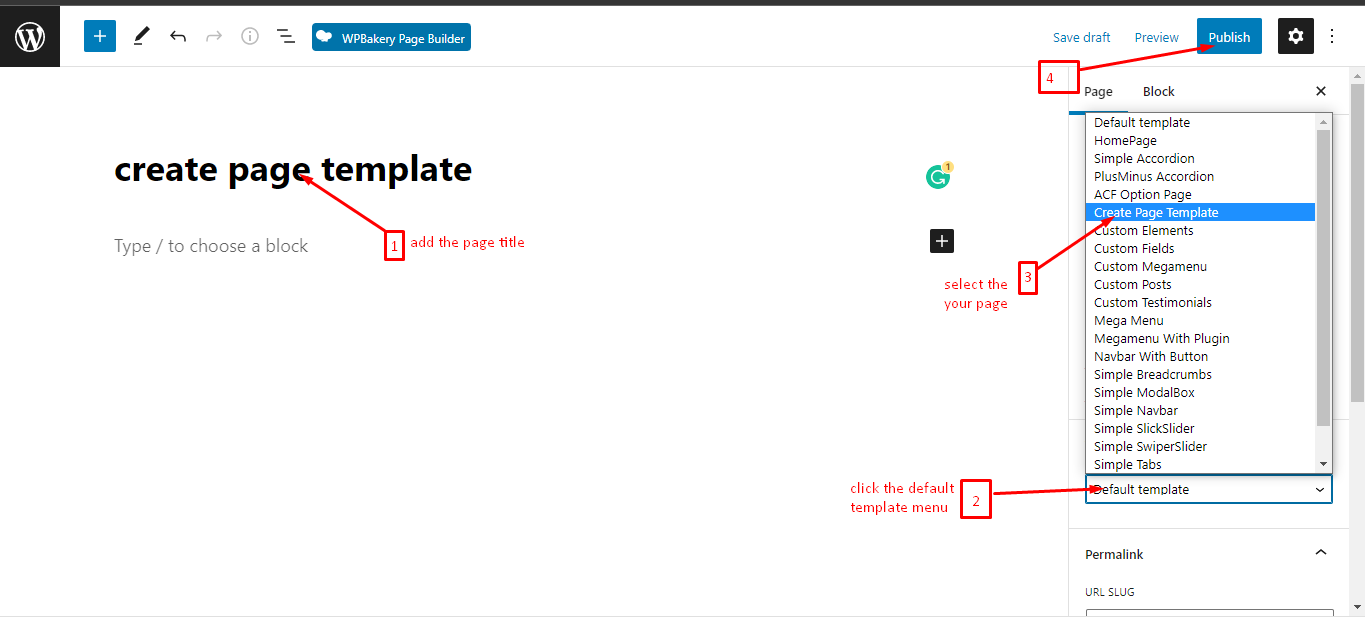 WPBakery Page Builder
Save draft
Preview
Publish
4
Page
Block
create page template
1
Type / to choose a block
1
add the page title
Default template
HomePage
Simple Accordion
PlusMinus Accordion
ACF Option Page
Create Page Template
Custom Elements
Custom Fields
Custom Megamenu
Custom Posts
Custom Testimonials
Mega Menu
Megamenu With Plugin
Navbar With Button
Simple Breadcrumbs
Simple ModalBox
Simple Navbar
Simple SlickSlider
Simple SwiperSlider
Simple Tabs
select the
your page
3
click the default
template menu
2
Default template
Permalink
URL SLUG